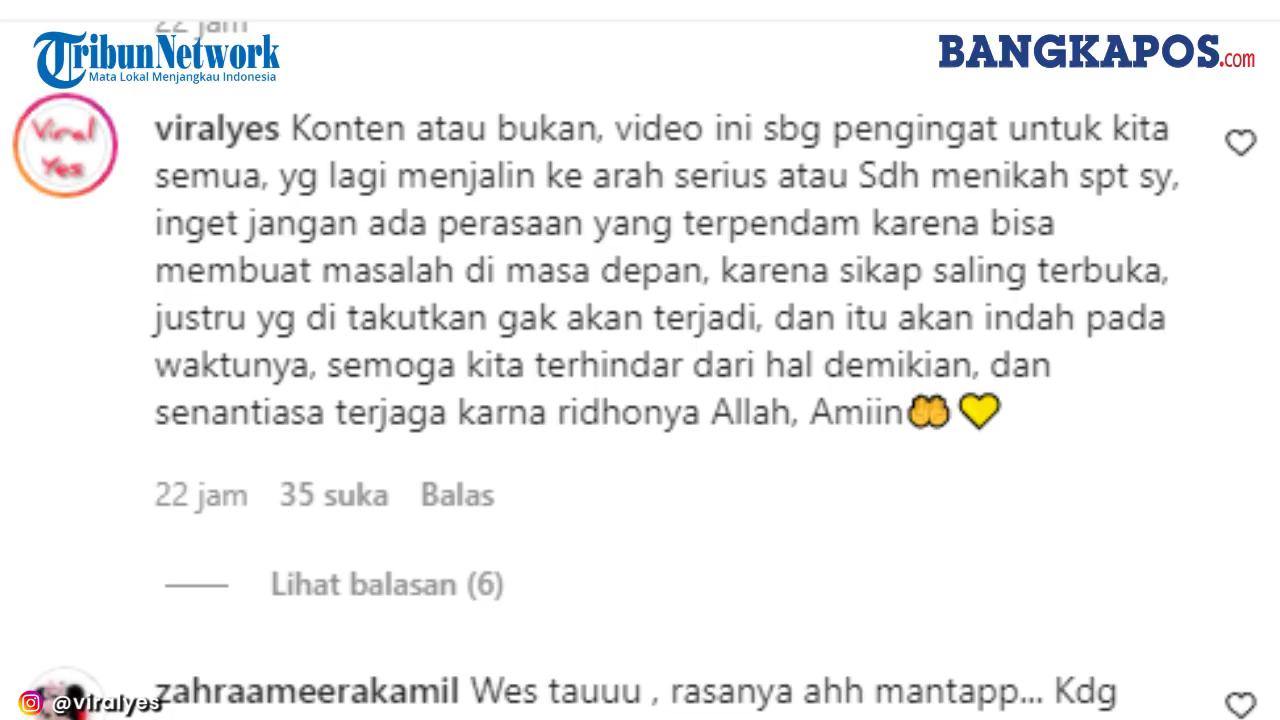 22 jam
TribunNetwork
Mata Lokal Menjangkau Indonesia
BANGKAPOS.com
Viral
Yes
viralyes Konten atau bukan, video ini sbg pengingat untuk kita
semua, yg lagi menjalin ke arah serius atau Sdh menikah spt sy,
inget jangan ada perasaan yang terpendam karena bisa
membuat masalah di masa depan, karena sikap saling terbuka,
justru yg di takutkan gak akan terjadi, dan itu akan indah pada
waktunya, semoga kita terhindar dari hal demikian, dan
senantiasa terjaga karna ridhonya Allah, Amiin🤲💛
22 jam 35 suka Balas
Lihat balasan (6)
zahraameerakamil Wes tauuu , rasanya ahh mantapp... Kdg
@viralyes